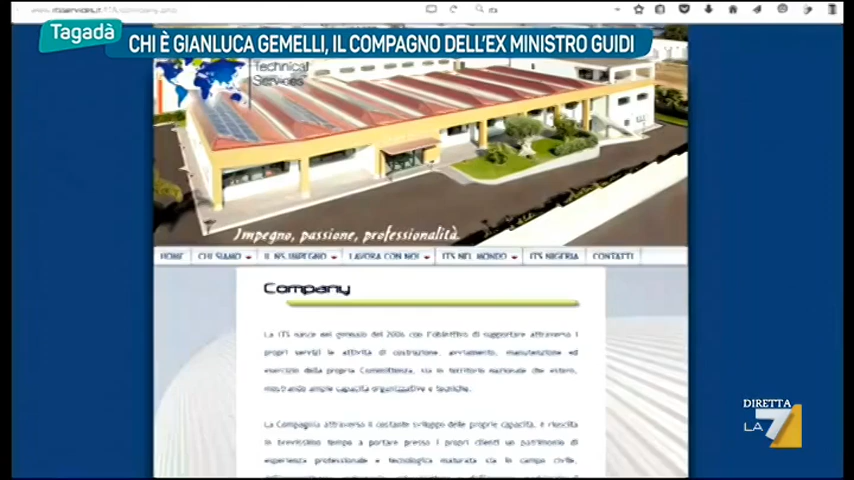 Tagadà
CHI È GIANLUCA GEMELLI, IL COMPAGNO DELL'EX MINISTRO GUIDI
Technical
Services
Impegno, passione, professionalità.
HOME CHI SIAMO IL NS. IMPEGNO LAVORA CON NOI ITS NEL MONDO ITS NIGERIA CONTATTI
Company
La ITS nasce nel gennaio del 2006 con l'obiettivo di supportare attraverso i
propri servizi le attività di costruzione, avviamento, manutenzione ed
esercizio della propria Committenza, sia in territorio nazionale che estero,
mostrando ampie capacità organizzative e tecniche.
La Compagnia attraverso il costante sviluppo delle proprie capacità, è riuscita
in brevissimo tempo a portare presso i propri clienti un patrimonio di
esperienza professionale e tecnologica maturata sia in campo civile,
DIRETTA
LA7